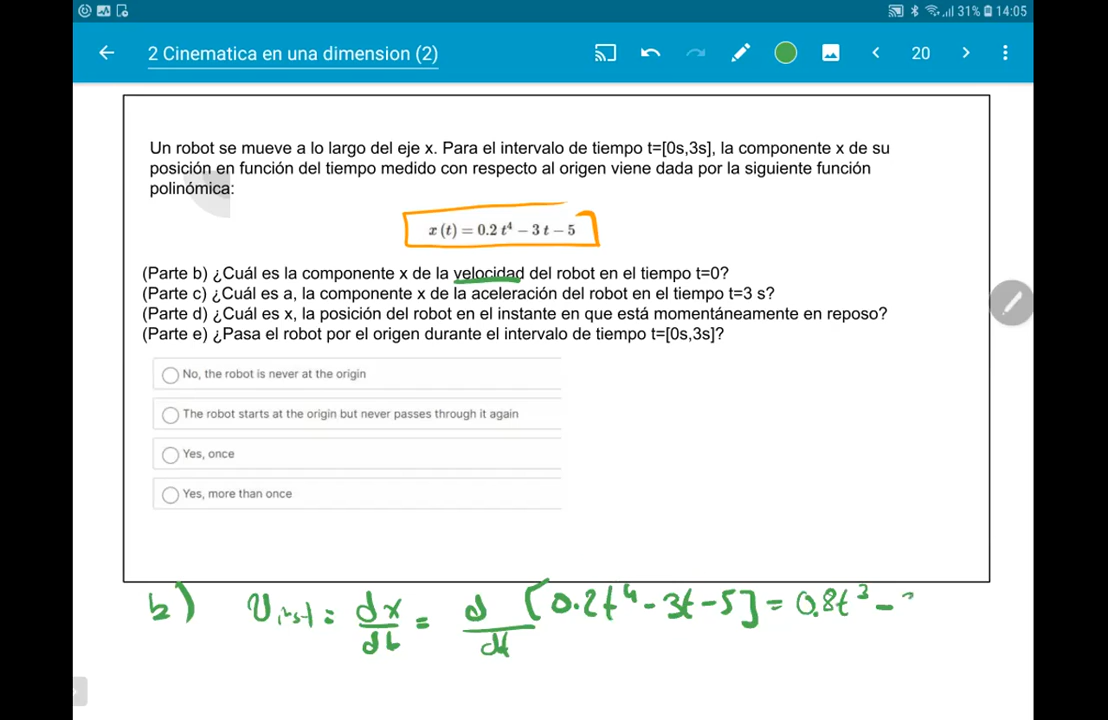 31% 14:05
2 Cinematica en una dimension (2)
20
Un robot se mueve a lo largo del eje x. Para el intervalo de tiempo t=[0s,3s], la componente x de su
posición en función del tiempo medido con respecto al origen viene dada por la siguiente función
polinómica:
x (t) = 0.2 t⁴ − 3 t − 5
(Parte b) ¿Cuál es la componente x de la velocidad del robot en el tiempo t=0?
(Parte c) ¿Cuál es a, la componente x de la aceleración del robot en el tiempo t=3 s?
(Parte d) ¿Cuál es x, la posición del robot en el instante en que está momentáneamente en reposo?
(Parte e) ¿Pasa el robot por el origen durante el intervalo de tiempo t=[0s,3s]?
No, the robot is never at the origin
The robot starts at the origin but never passes through it again
Yes, once
Yes, more than once
b) Vinst = dx/dt = d/dt [0.2t⁴ - 3t - 5] = 0.8t³ -